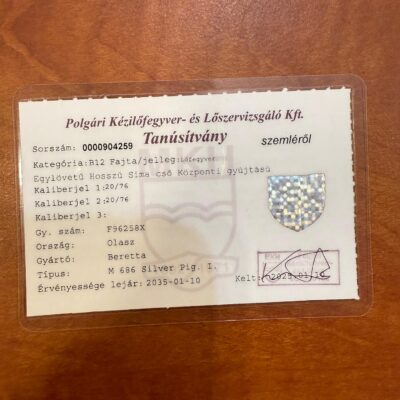 Polgári Kézilőfegyver- és Lőszervizsgáló Kft.
Tanúsítvány
Sorszám: 0000904259 szemléről
Kategória:B12 Fajta/jelleg:Lőfegyver
Egylövetű Hosszú Sima cső Központi gyújtású
Kaliberjel 1:20/76
Kaliberjel 2:20/76
Kaliberjel 3:
Gy. szám: F96258X
Ország: Olasz
Gyártó: Beretta
Típus: M 686 Silver Pig. I.
Érvényessége lejár: 2035-01-10 Kelt: